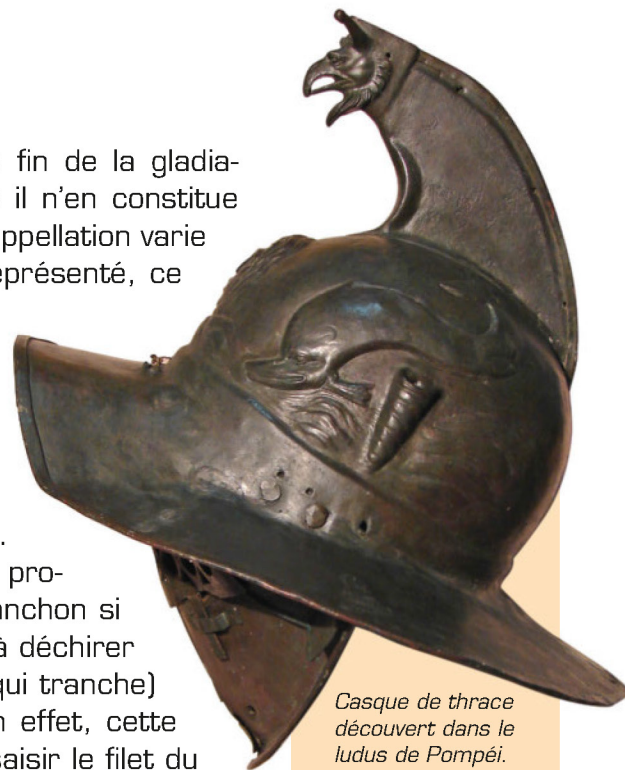 fin de la gladia-
il n'en constitue
appellation varie
eprésenté, ce
.
pro-
anchon si
à déchirer
qui tranche)
n effet, cette
saisir le filet du
Casque de thrace
découvert dans le
ludus de Pompéi.